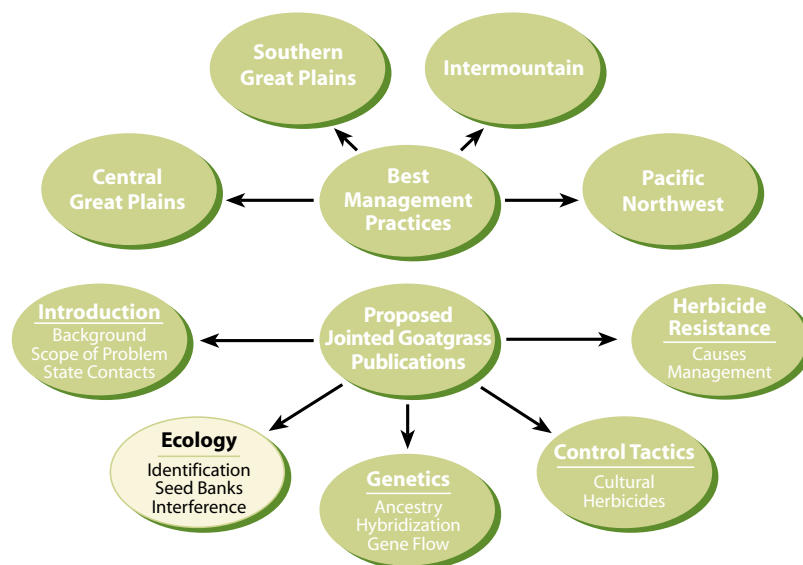 Southern
Great Plains
Intermountain
Central
Great Plains
Best
Management
Practices
Pacific
Northwest
Introduction
Background
Scope of Problem
State Contacts
Proposed
Jointed Goatgrass
Publications
Herbicide
Resistance
Causes
Management
Ecology
Identification
Seed Banks
Interference
Genetics
Ancestry
Hybridization
Gene Flow
Control Tactics
Cultural
Herbicides